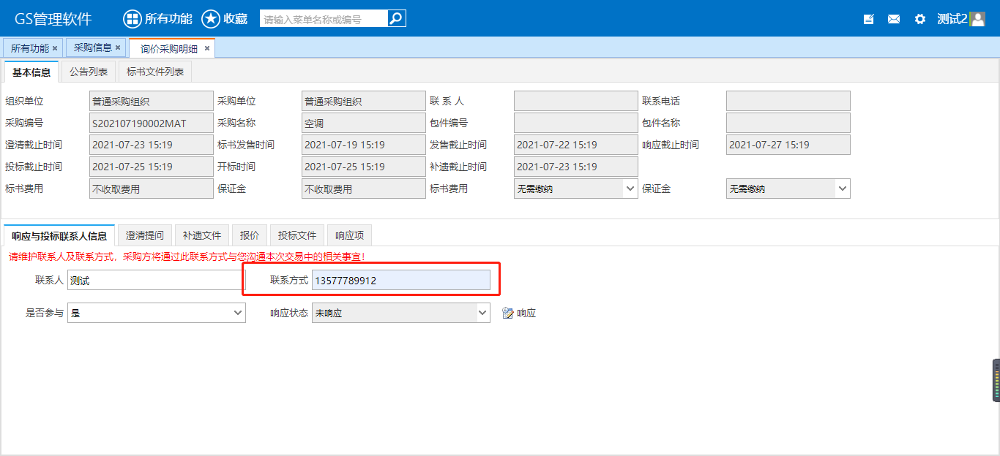 GS管理软件 所有功能 收藏 请输入菜单名称或编号 测试2
所有功能 × 采购信息 × 询价采购明细 ×
基本信息 公告列表 标书文件列表
组织单位 普通采购组织 采购单位 普通采购组织 联 系 人 联系电话
采购编号 S202107190002MAT 采购名称 空调 包件编号 包件名称
澄清截止时间 2021-07-23 15:19 标书发售时间 2021-07-19 15:19 发售截止时间 2021-07-22 15:19 响应截止时间 2021-07-27 15:19
投标截止时间 2021-07-25 15:19 开标时间 2021-07-25 15:19 补遗截止时间 2021-07-23 15:19
标书费用 不收取费用 保证金 不收取费用 标书费用 无需缴纳 保证金 无需缴纳
响应与投标联系人信息 澄清提问 补遗文件 报价 投标文件 响应项
请维护联系人及联系方式，采购方将通过此联系方式与您沟通本次交易中的相关事宜！
联系人 测试 联系方式 13577789912
是否参与 是 响应状态 未响应 响应